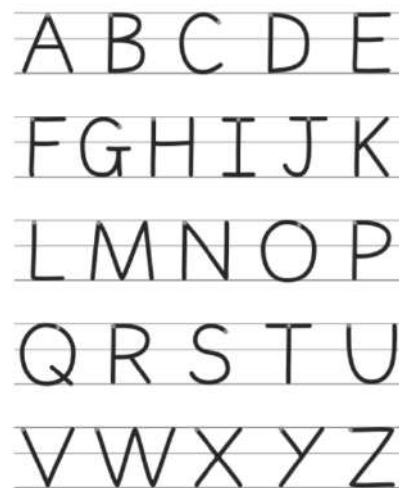 A B C D E
F G H I J K
L M N O P
Q R S T U
V W X Y Z